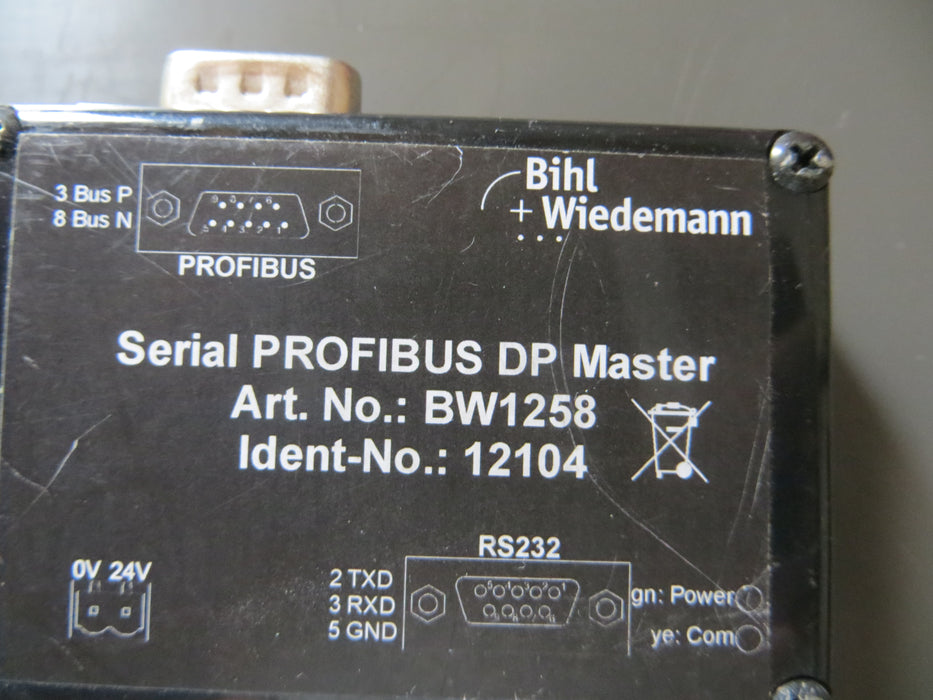 3 Bus P
8 Bus N
PROFIBUS
Bihl
+ Wiedemann
Serial PROFIBUS DP Master
Art. No.: BW1258
Ident-No.: 12104
0V 24V
RS232
2 TXD
3 RXD
5 GND
gn: Power
ye: Com